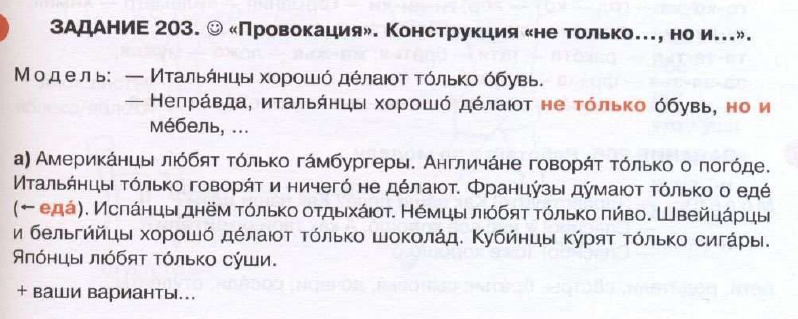 ЗАДАНИЕ 203. ☺ «Провокация». Конструкция «не только..., но и...».
Модель: — Италья́нцы хорошо́ де́лают то́лько о́бувь.
— Непра́вда, италья́нцы хорошо́ де́лают не то́лько о́бувь, но и
ме́бель, ...
а) Америка́нцы лю́бят то́лько га́мбургеры. Англича́не говоря́т то́лько о пого́де.
Италья́нцы то́лько говоря́т и ничего́ не де́лают. Францу́зы ду́мают то́лько о еде́
(←еда́). Испа́нцы днём то́лько отдыха́ют. Не́мцы лю́бят то́лько пи́во. Швейца́рцы
и бельги́йцы хорошо́ де́лают то́лько шокола́д. Куби́нцы ку́рят то́лько сига́ры.
Япо́нцы лю́бят то́лько су́ши.
+ ваши варианты...